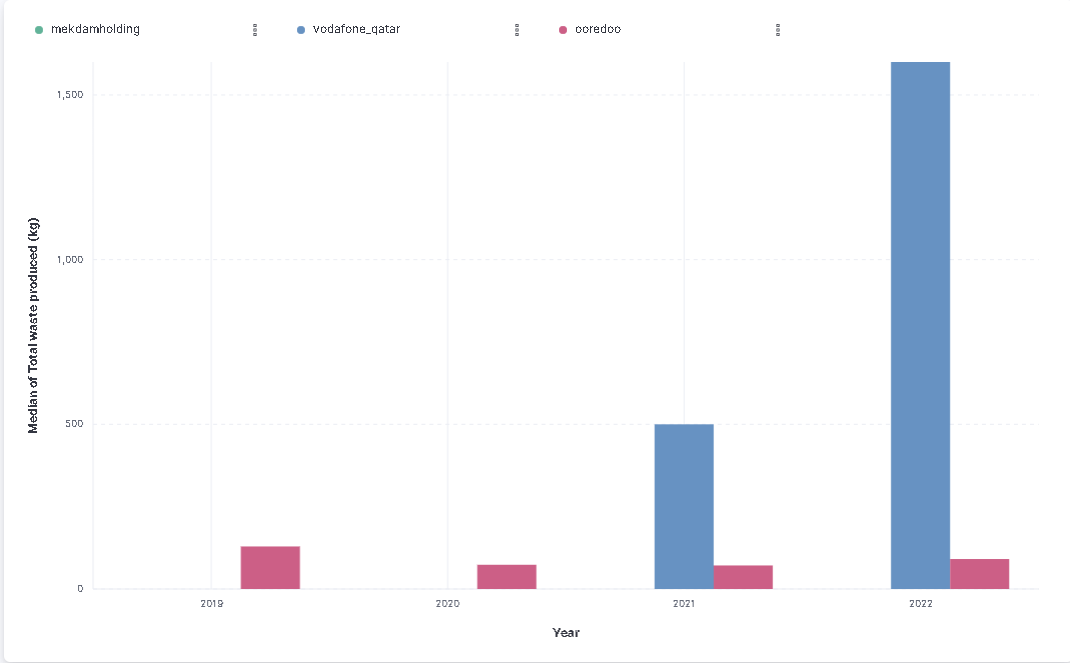 mekdamholding
vodafone_qatar
ooredoo
Median of Total waste produced (kg)
1,500
1,000
500
0
2019
2020
2021
2022
Year